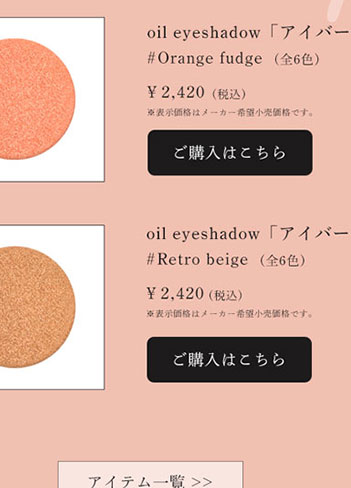 oil eyeshadow「アイバー
#Orange fudge （全6色）
¥ 2,420（税込）
※表示価格はメーカー希望小売価格です。
ご購入はこちら
oil eyeshadow「アイバー
#Retro beige （全6色）
¥ 2,420（税込）
※表示価格はメーカー希望小売価格です。
ご購入はこちら
アイテム一覧 >>